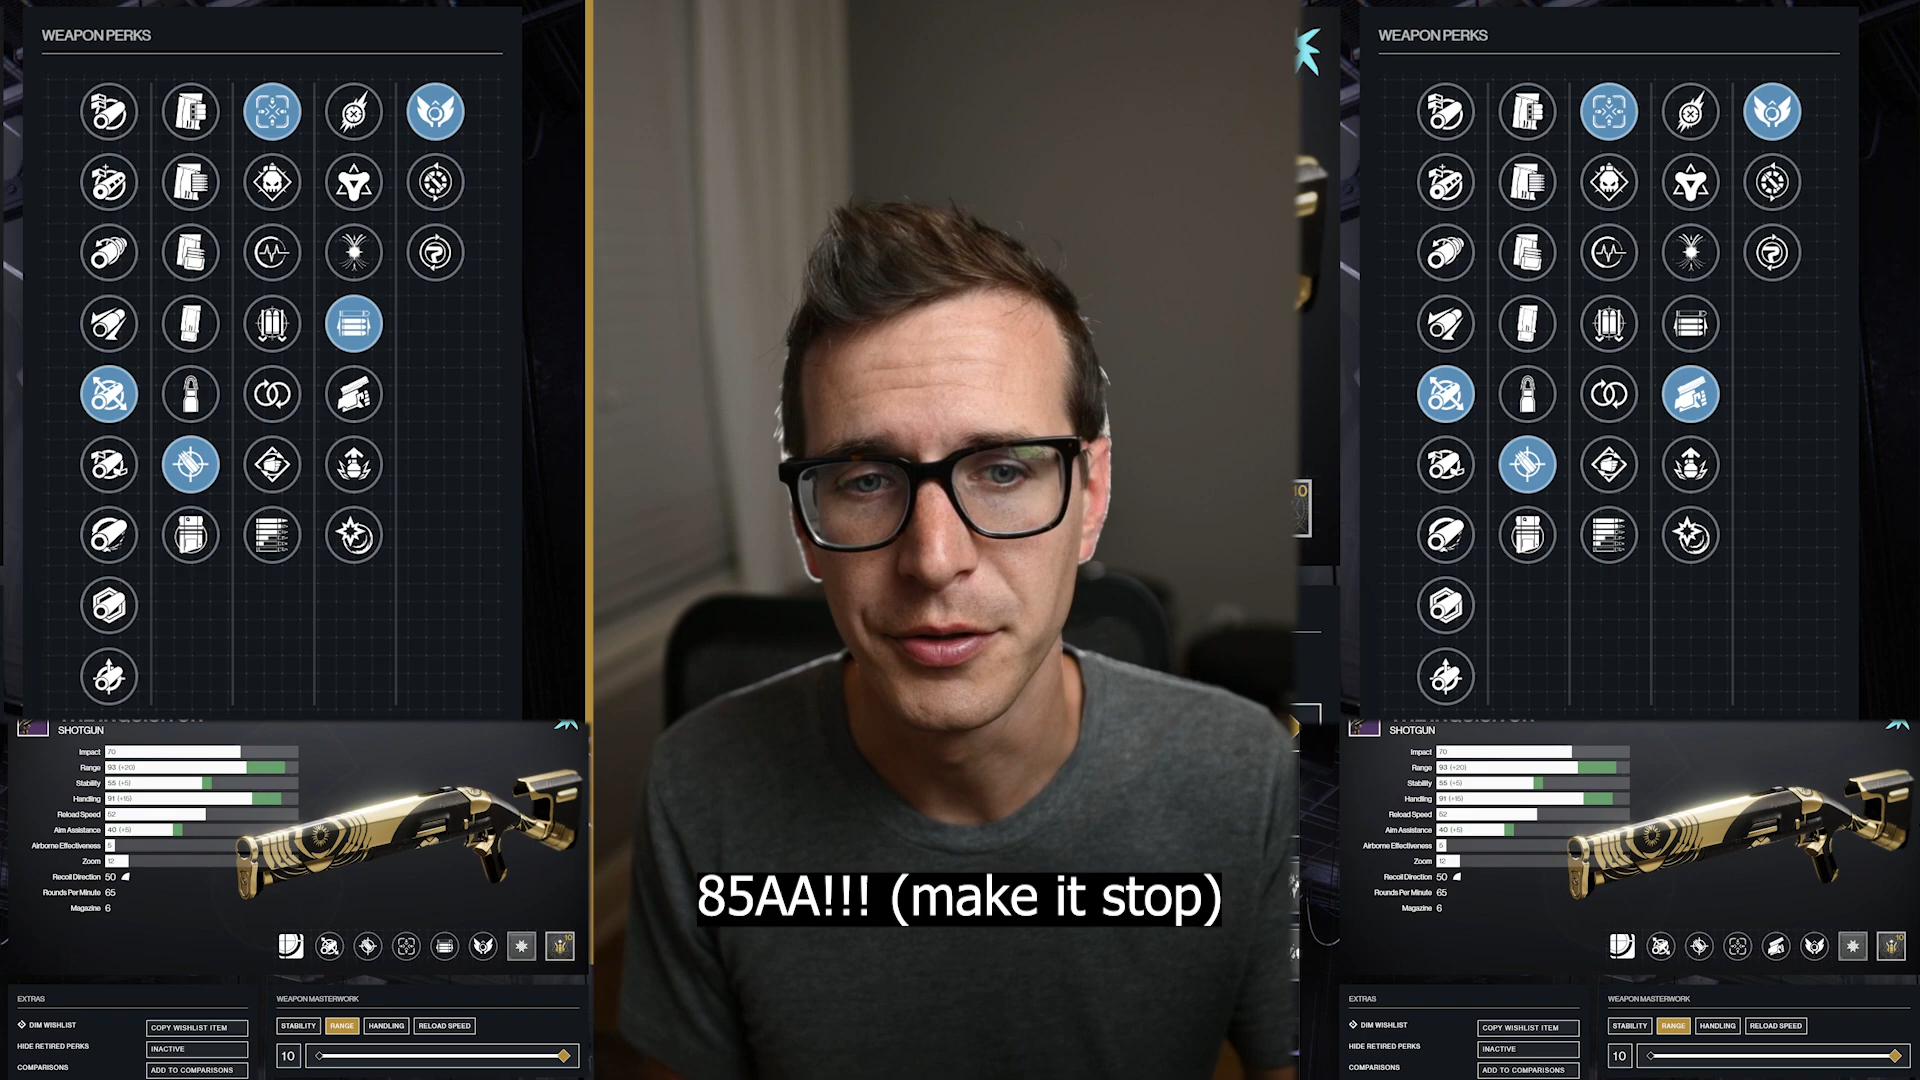 WEAPON PERKS
SHOTGUN
Impact 70
Range 93 (+20)
Stability 55 (+5)
Handling 91 (+15)
Reload Speed 52
Aim Assistance 40 (+5)
Airborne Effectiveness 5
Zoom 12
Recoil Direction 50
Rounds Per Minute 65
Magazine 6
10
EXTRAS
DIM WISHLIST
COPY WISHLIST ITEM
HIDE RETIRED PERKS
INACTIVE
COMPARISONS
ADD TO COMPARISONS
WEAPON MASTERWORK
STABILITY
RANGE
HANDLING
RELOAD SPEED
10
85AA!!! (make it stop)
10
WEAPON PERKS
SHOTGUN
Impact 70
Range 93 (+20)
Stability 55 (+5)
Handling 91 (+15)
Reload Speed 52
Aim Assistance 40 (+5)
Airborne Effectiveness 5
Zoom 12
Recoil Direction 50
Rounds Per Minute 65
Magazine 6
10
EXTRAS
DIM WISHLIST
COPY WISHLIST ITEM
HIDE RETIRED PERKS
INACTIVE
COMPARISONS
ADD TO COMPARISONS
WEAPON MASTERWORK
STABILITY
RANGE
HANDLING
RELOAD SPEED
10